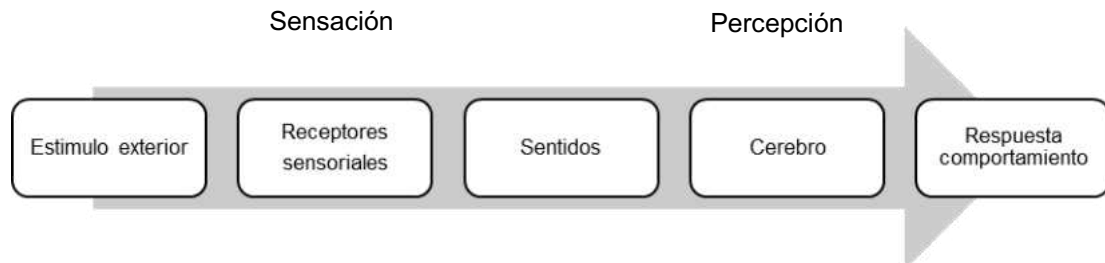 Sensación
Percepción
Estimulo exterior
Receptores
sensoriales
Sentidos
Cerebro
Respuesta
comportamiento